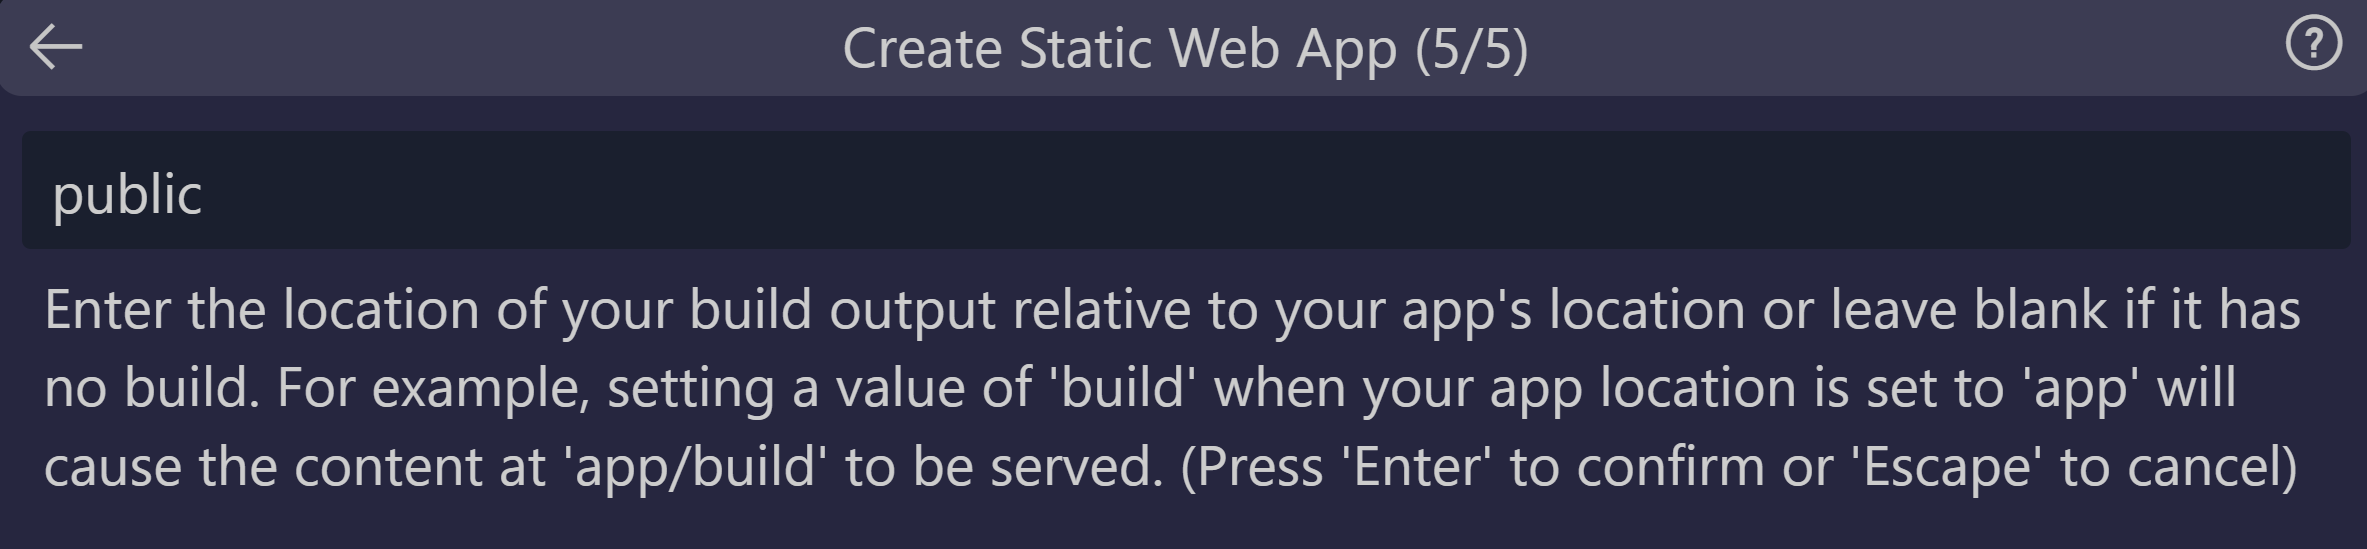 Create Static Web App (5/5)
public
Enter the location of your build output relative to your app's location or leave blank if it has
no build. For example, setting a value of 'build' when your app location is set to 'app' will
cause the content at 'app/build' to be served. (Press 'Enter' to confirm or 'Escape' to cancel)